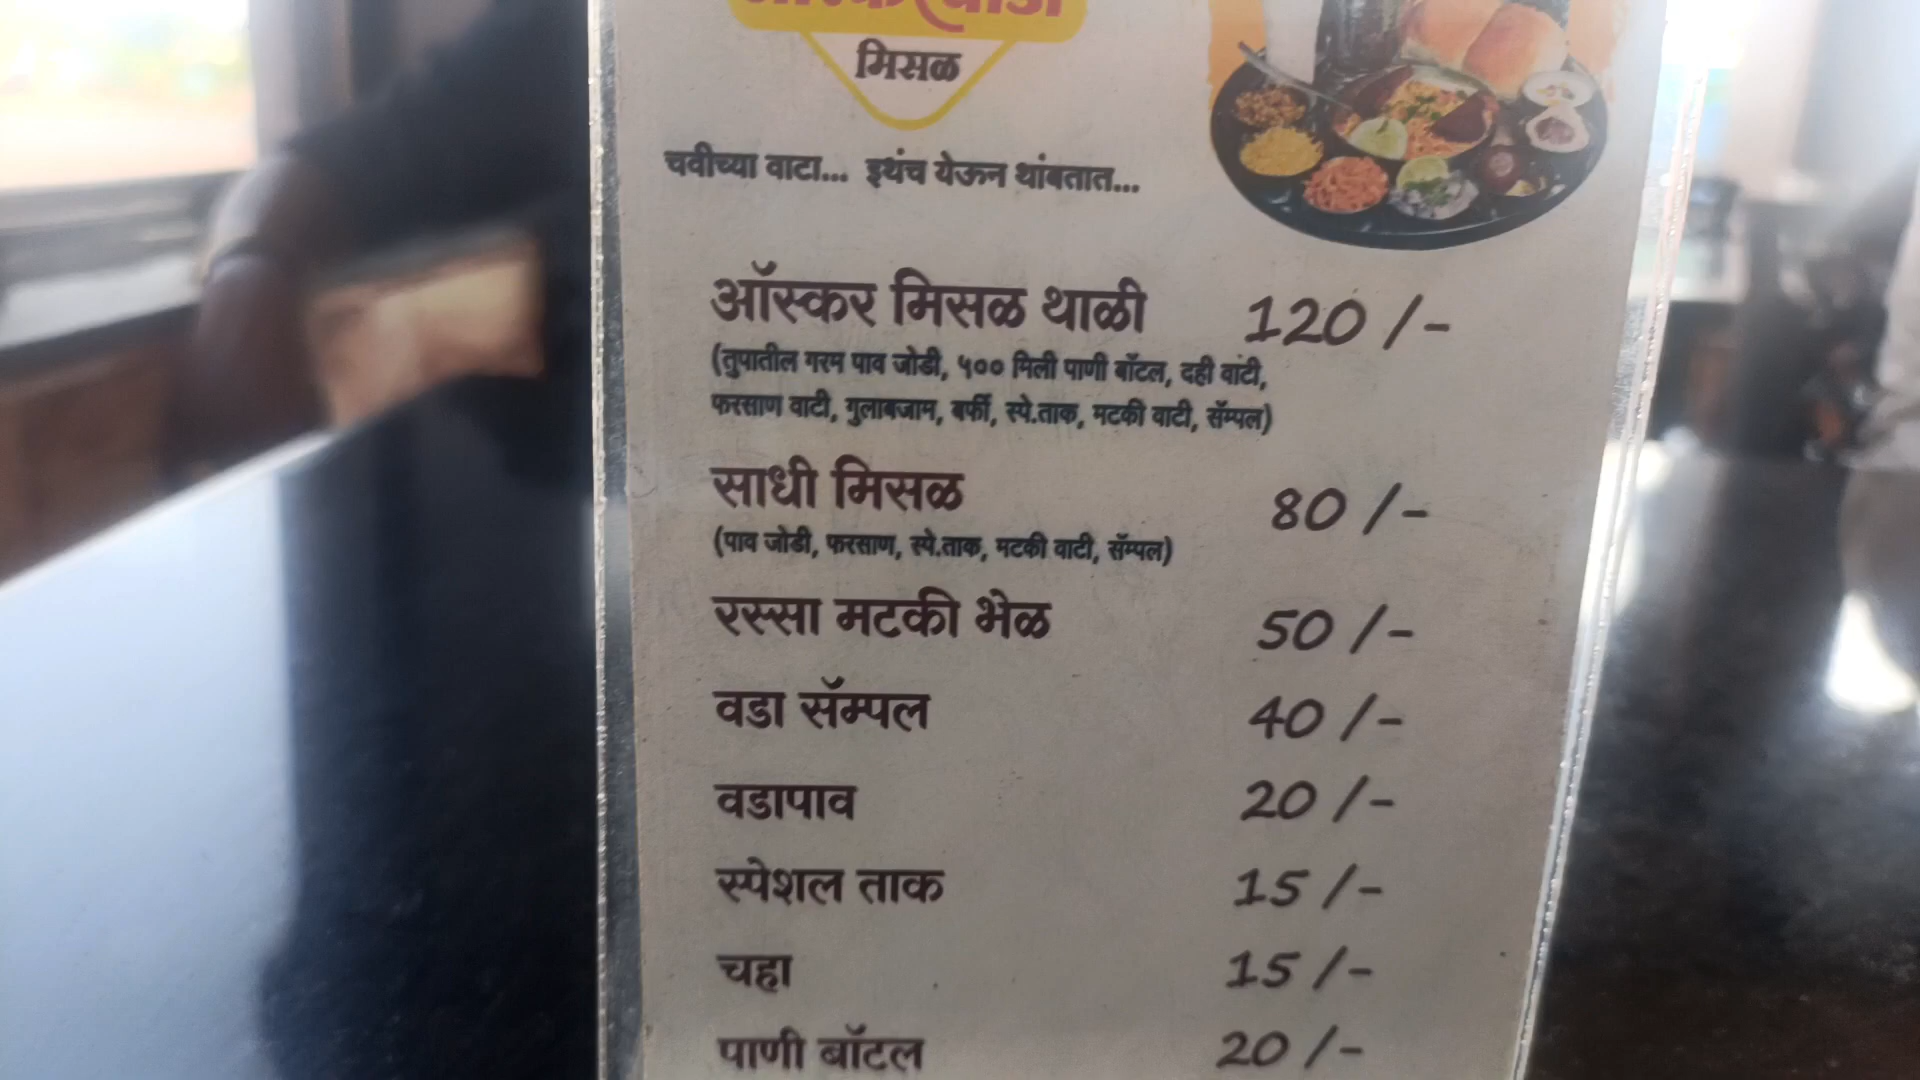 मिसळ
चवीच्या वाटा... इथंच येऊन थांबतात...
ऑस्कर मिसळ थाळी 120/-
(तुपातील गरम पाव जोडी, ५०० मिली पाणी बॉटल, दही वाटी,
फरसाण वाटी, गुलाबजाम, बर्फी, स्पे.ताक, मटकी वाटी, सॅम्पल)
साधी मिसळ 80/-
(पाव जोडी, फरसाण, स्पे.ताक, मटकी वाटी, सॅम्पल)
रस्सा मटकी भेळ 50/-
वडा सॅम्पल 40/-
वडापाव 20/-
स्पेशल ताक 15/-
चहा 15/-
पाणी बॉटल 20/-